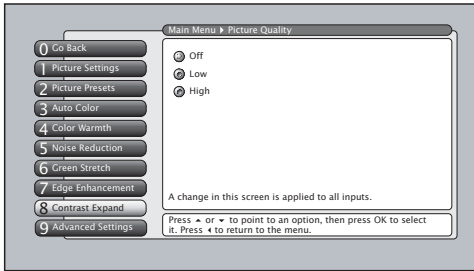 Main Menu ▸ Picture Quality
0 Go Back
1 Picture Settings
2 Picture Presets
3 Auto Color
4 Color Warmth
5 Noise Reduction
6 Green Stretch
7 Edge Enhancement
8 Contrast Expand
9 Advanced Settings
Off
Low
High
A change in this screen is applied to all inputs.
Press ▴ or ▾ to point to an option, then press OK to select
it. Press ◂ to return to the menu.